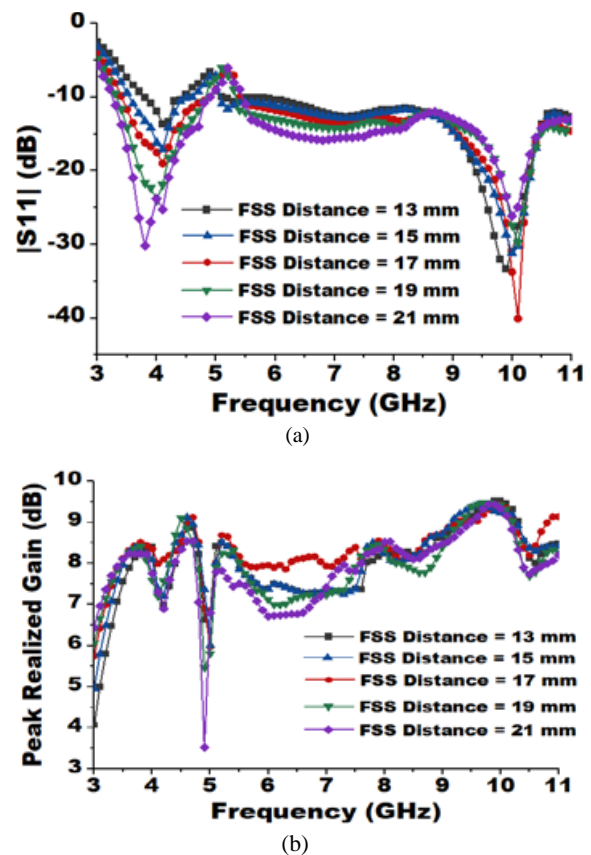 0
-10
-20
-30
-40
|S11| (dB)
FSS Distance = 13 mm
FSS Distance = 15 mm
FSS Distance = 17 mm
FSS Distance = 19 mm
FSS Distance = 21 mm
3 4 5 6 7 8 9 10 11
Frequency (GHz)
(a)
10
9
8
7
6
5
4
3
Peak Realized Gain (dB)
FSS Distance = 13 mm
FSS Distance = 15 mm
FSS Distance = 17 mm
FSS Distance = 19 mm
FSS Distance = 21 mm
3 4 5 6 7 8 9 10 11
Frequency (GHz)
(b)